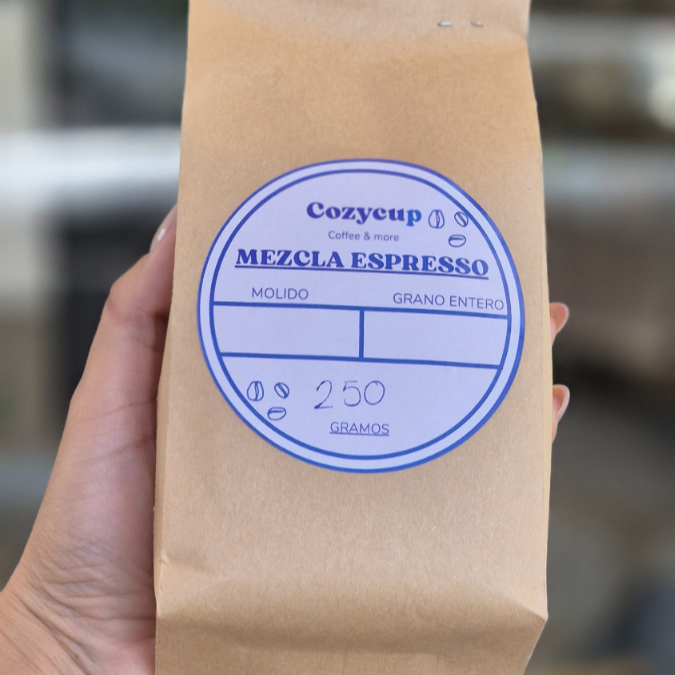 Cozycup
Coffee & more
MEZCLA ESPRESSO
MOLIDO GRANO ENTERO
250
GRAMOS